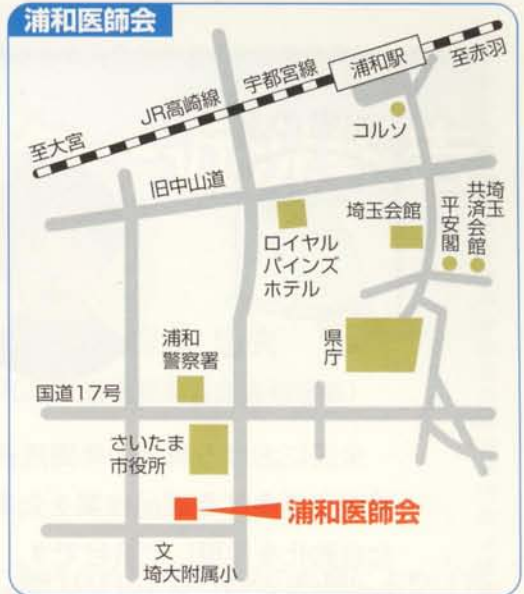 浦和医師会
至赤羽
浦和駅
宇都宮線
JR高崎線
至大宮
コルソ
旧中山道
埼玉会館
平安閣
埼玉
共済会館
ロイヤル
パインズ
ホテル
県庁
浦和
警察署
国道17号
さいたま
市役所
浦和医師会
文
埼大附属小